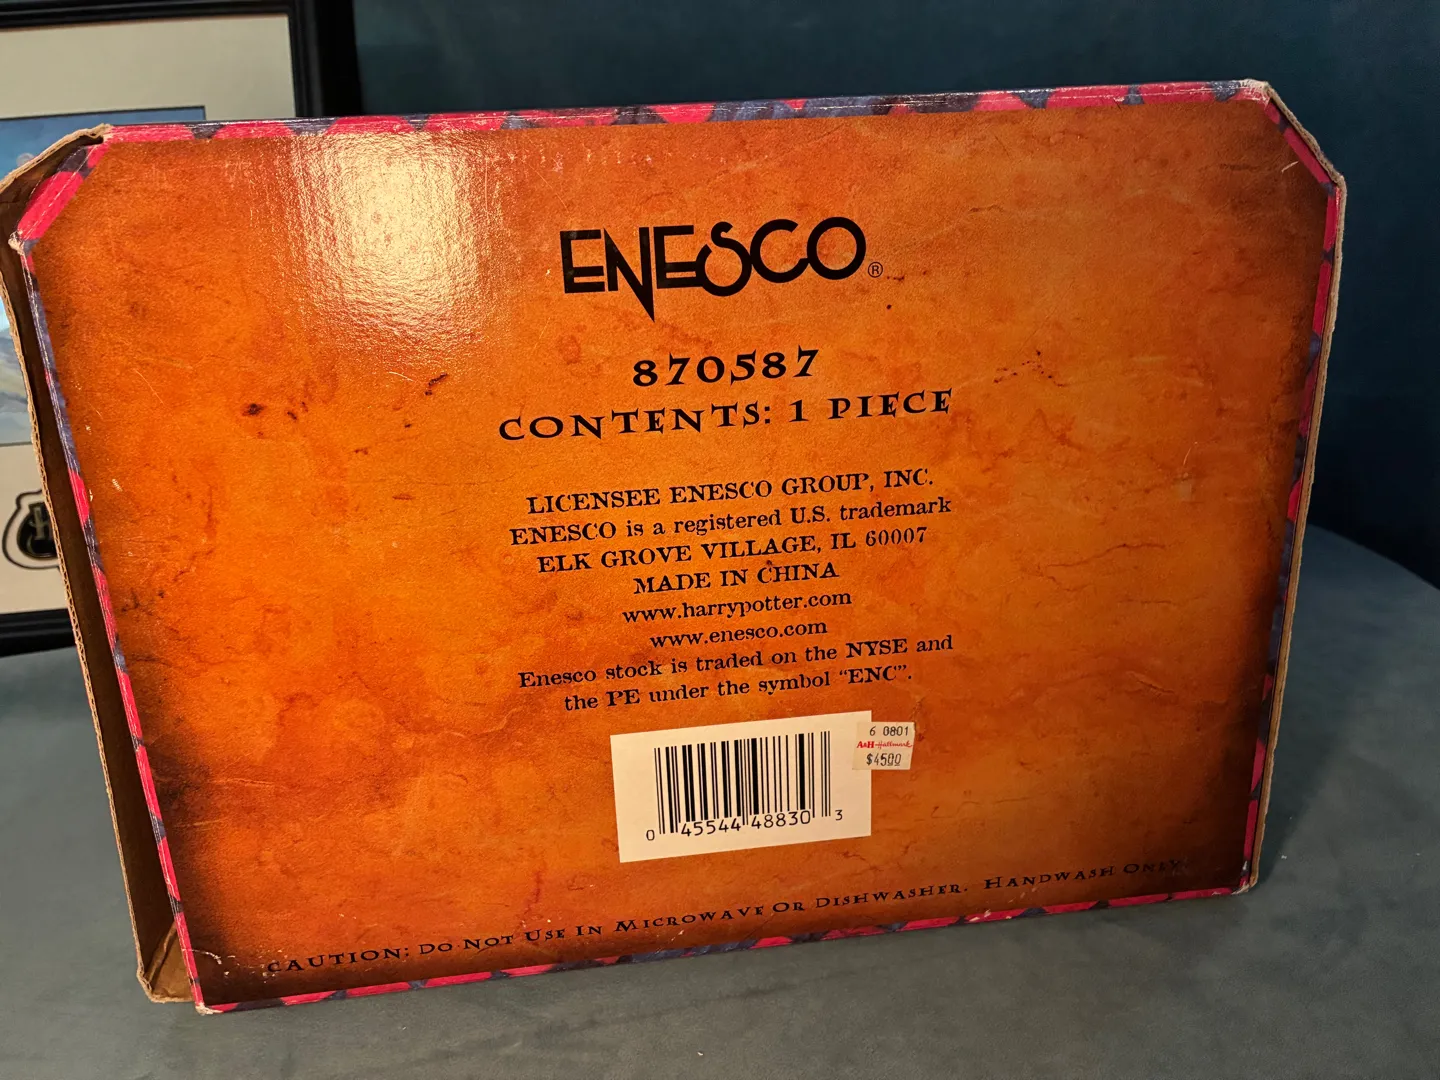 ENESCO®
870587
CONTENTS: 1 PIECE
LICENSEE ENESCO GROUP, INC.
ENESCO is a registered U.S. trademark
ELK GROVE VILLAGE, IL 60007
MADE IN CHINA
www.harrypotter.com
www.enesco.com
Enesco stock is traded on the NYSE and
the PE under the symbol "ENC".
6 0801
A&H Hallmark
$4500
0 45544 48830 3
CAUTION: DO NOT USE IN MICROWAVE OR DISHWASHER. HANDWASH ONLY